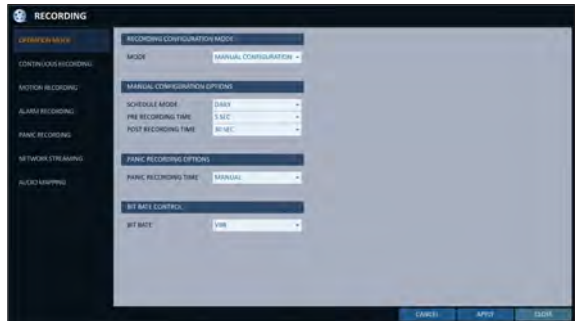 RECORDING
OPERATION MODE
CONTINUOUS RECORDING
MOTION RECORDING
ALARM RECORDING
PANIC RECORDING
NETWORK STREAMING
AUDIO MAPPING
RECORDING CONFIGURATION MODE
MODE MANUAL CONFIGURATION
MANUAL CONFIGURATION OPTIONS
SCHEDULE MODE DAILY
PRE RECORDING TIME 5 SEC
POST RECORDING TIME 30 SEC
PANIC RECORDING OPTIONS
PANIC RECORDING TIME MANUAL
BIT RATE CONTROL
BIT RATE VBR
CANCEL APPLY CLOSE